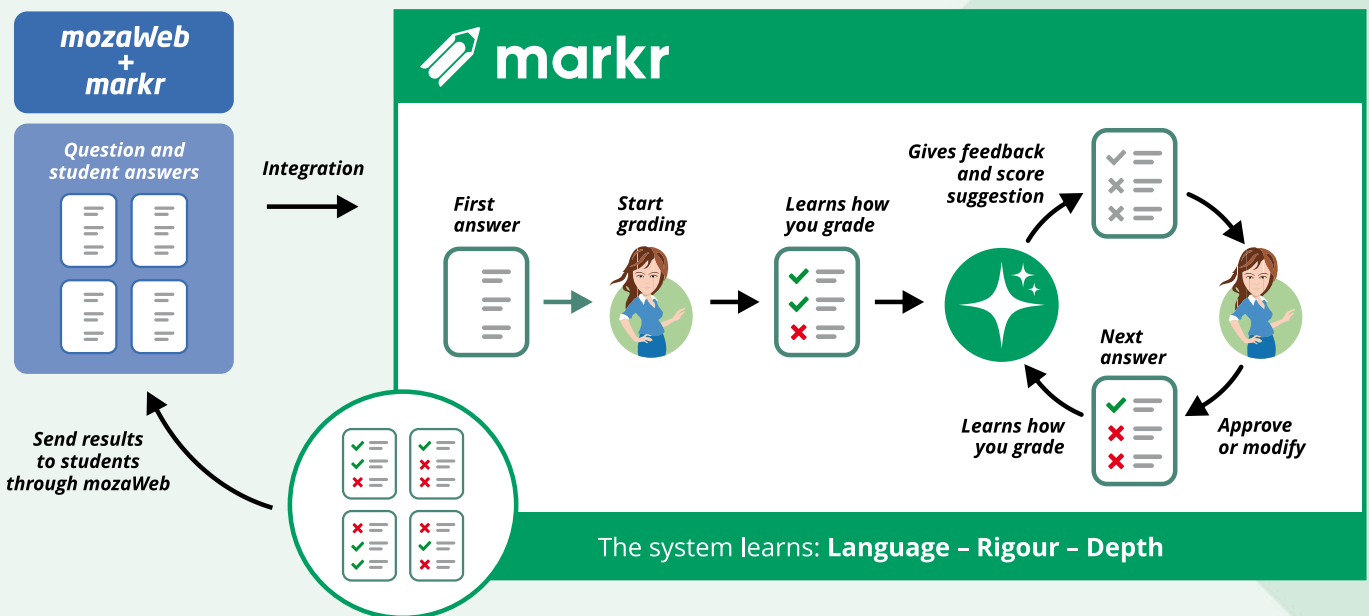 mozaWeb
+
markr
Question and
student answers
Integration
markr
First
answer
Start
grading
Learns how
you grade
Gives feedback
and score
suggestion
Approve
or modify
Next
answer
Learns how
you grade
Send results
to students
through mozaWeb
The system learns: Language – Rigour – Depth